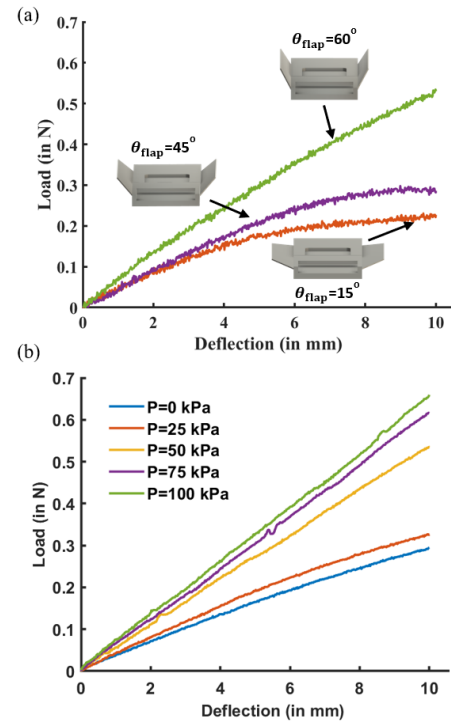 (a)
Load (in N)
0.7
0.6
0.5
0.4
0.3
0.2
0.1
0
θflap=60°
θflap=45°
θflap=15°
0 2 4 6 8 10
Deflection (in mm)
(b)
Load (in N)
0.7
0.6
0.5
0.4
0.3
0.2
0.1
0
P=0 kPa
P=25 kPa
P=50 kPa
P=75 kPa
P=100 kPa
0 2 4 6 8 10
Deflection (in mm)